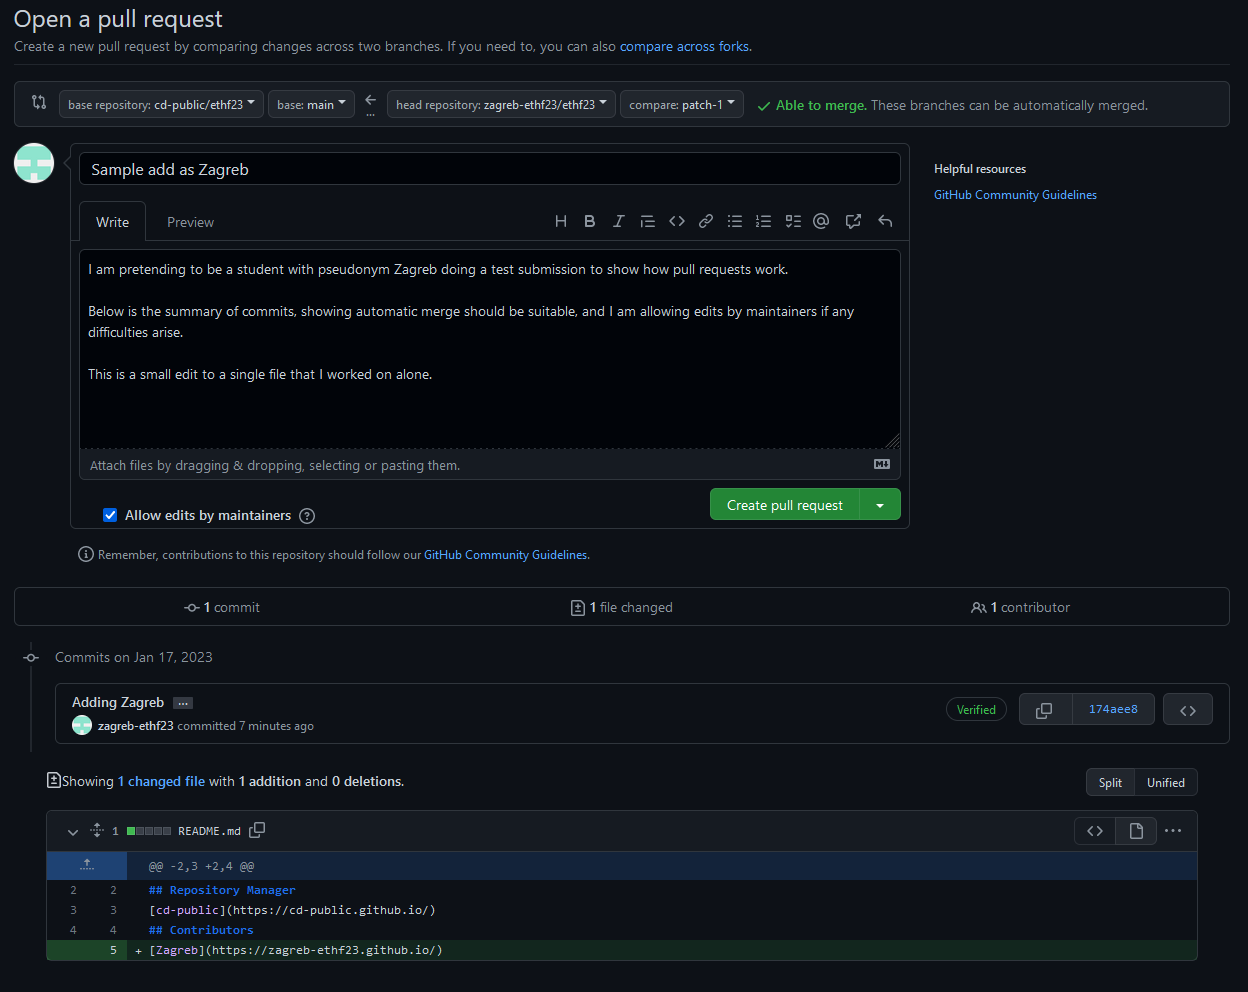 Open a pull request
Create a new pull request by comparing changes across two branches. If you need to, you can also compare across forks.
base repository: cd-public/ethf23 base: main ... head repository: zagreb-ethf23/ethf23 compare: patch-1 Able to merge. These branches can be automatically merged.
Sample add as Zagreb
Helpful resources
GitHub Community Guidelines
Write Preview
I am pretending to be a student with pseudonym Zagreb doing a test submission to show how pull requests work.
Below is the summary of commits, showing automatic merge should be suitable, and I am allowing edits by maintainers if any
difficulties arise.
This is a small edit to a single file that I worked on alone.
Attach files by dragging & dropping, selecting or pasting them.
Allow edits by maintainers
Create pull request
Remember, contributions to this repository should follow our GitHub Community Guidelines.
1 commit 1 file changed 1 contributor
Commits on Jan 17, 2023
Adding Zagreb ...
zagreb-ethf23 committed 7 minutes ago
Verified 174aee8
Showing 1 changed file with 1 addition and 0 deletions.
Split Unified
1 README.md
@@ -2,3 +2,4 @@
2 2 ## Repository Manager
3 3 [cd-public](https://cd-public.github.io/)
4 4 ## Contributors
5 + [Zagreb](https://zagreb-ethf23.github.io/)